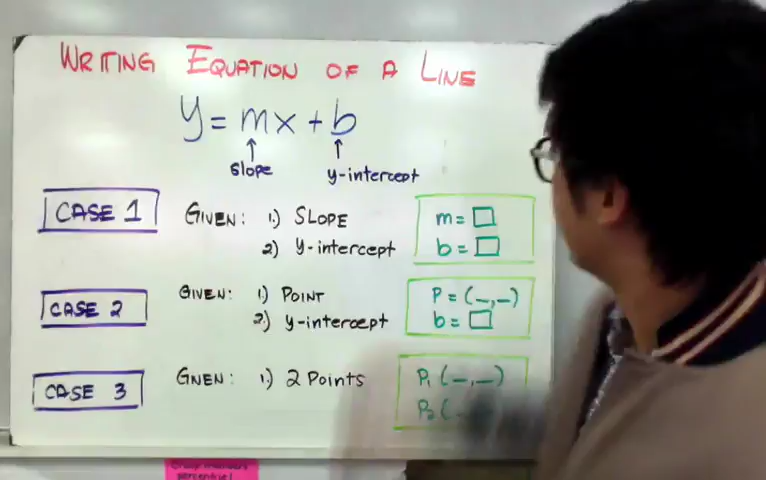 WRITING EQUATION OF A LINE
y = mx + b
slope
y-intercept
CASE 1
GIVEN: 1.) SLOPE
2) y-intercept
m = □
b = □
CASE 2
GIVEN: 1) POINT
2.) y-intercept
P = (_,_)
b = □
CASE 3
GIVEN: 1.) 2 Points
P₁ (_,_)
P₂ (_